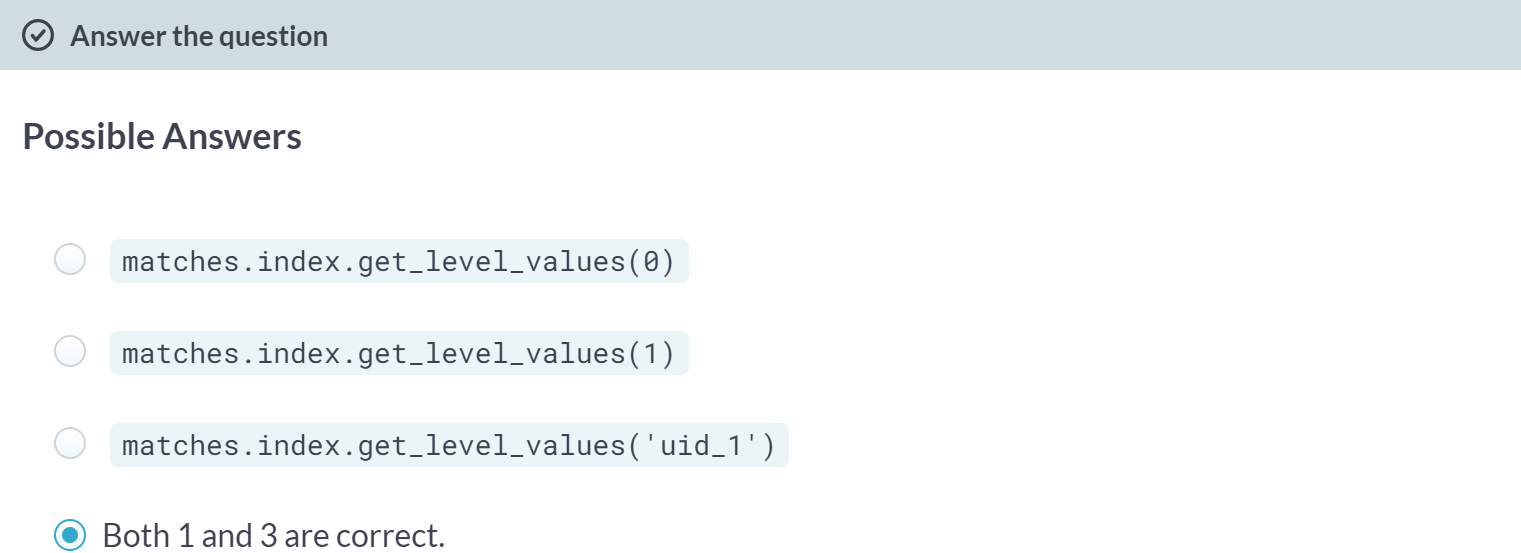 Answer the question
Possible Answers
matches.index.get_level_values(0)
matches.index.get_level_values(1)
matches.index.get_level_values('uid_1')
Both 1 and 3 are correct.